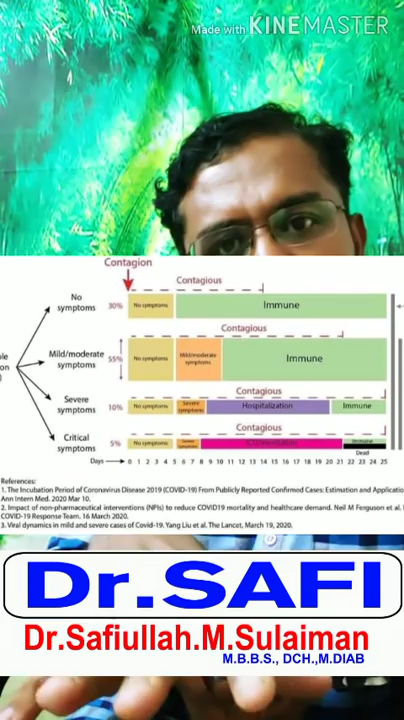 Made with KINEMASTER
Contagion
Contagious
No symptoms
30%
No symptoms
Immune
Contagious
Mild/moderate symptoms
55%
No symptoms
Mild/moderate symptoms
Immune
Contagious
Severe symptoms
10%
No symptoms
Severe symptoms
Hospitalization
Immune
Contagious
Critical symptoms
5%
No symptoms
Immune
Dead
Days 0 1 2 3 4 5 6 7 8 9 10 11 12 13 14 15 16 17 18 19 20 21 22 23 24 25
References:
1. The Incubation Period of Coronavirus Disease 2019 (COVID-19) From Publicly Reported Confirmed Cases: Estimation and Applicatio
Ann Intern Med. 2020 Mar 10.
2. Impact of non-pharmaceutical interventions (NPIs) to reduce COVID19 mortality and healthcare demand. Neil M Ferguson et al.
COVID-19 Response Team. 16 March 2020.
3. Viral dynamics in mild and severe cases of Covid-19. Yang Liu et al. The Lancet, March 19, 2020.
Dr.SAFI
Dr.Safiullah.M.Sulaiman
M.B.B.S., DCH.,M.DIAB